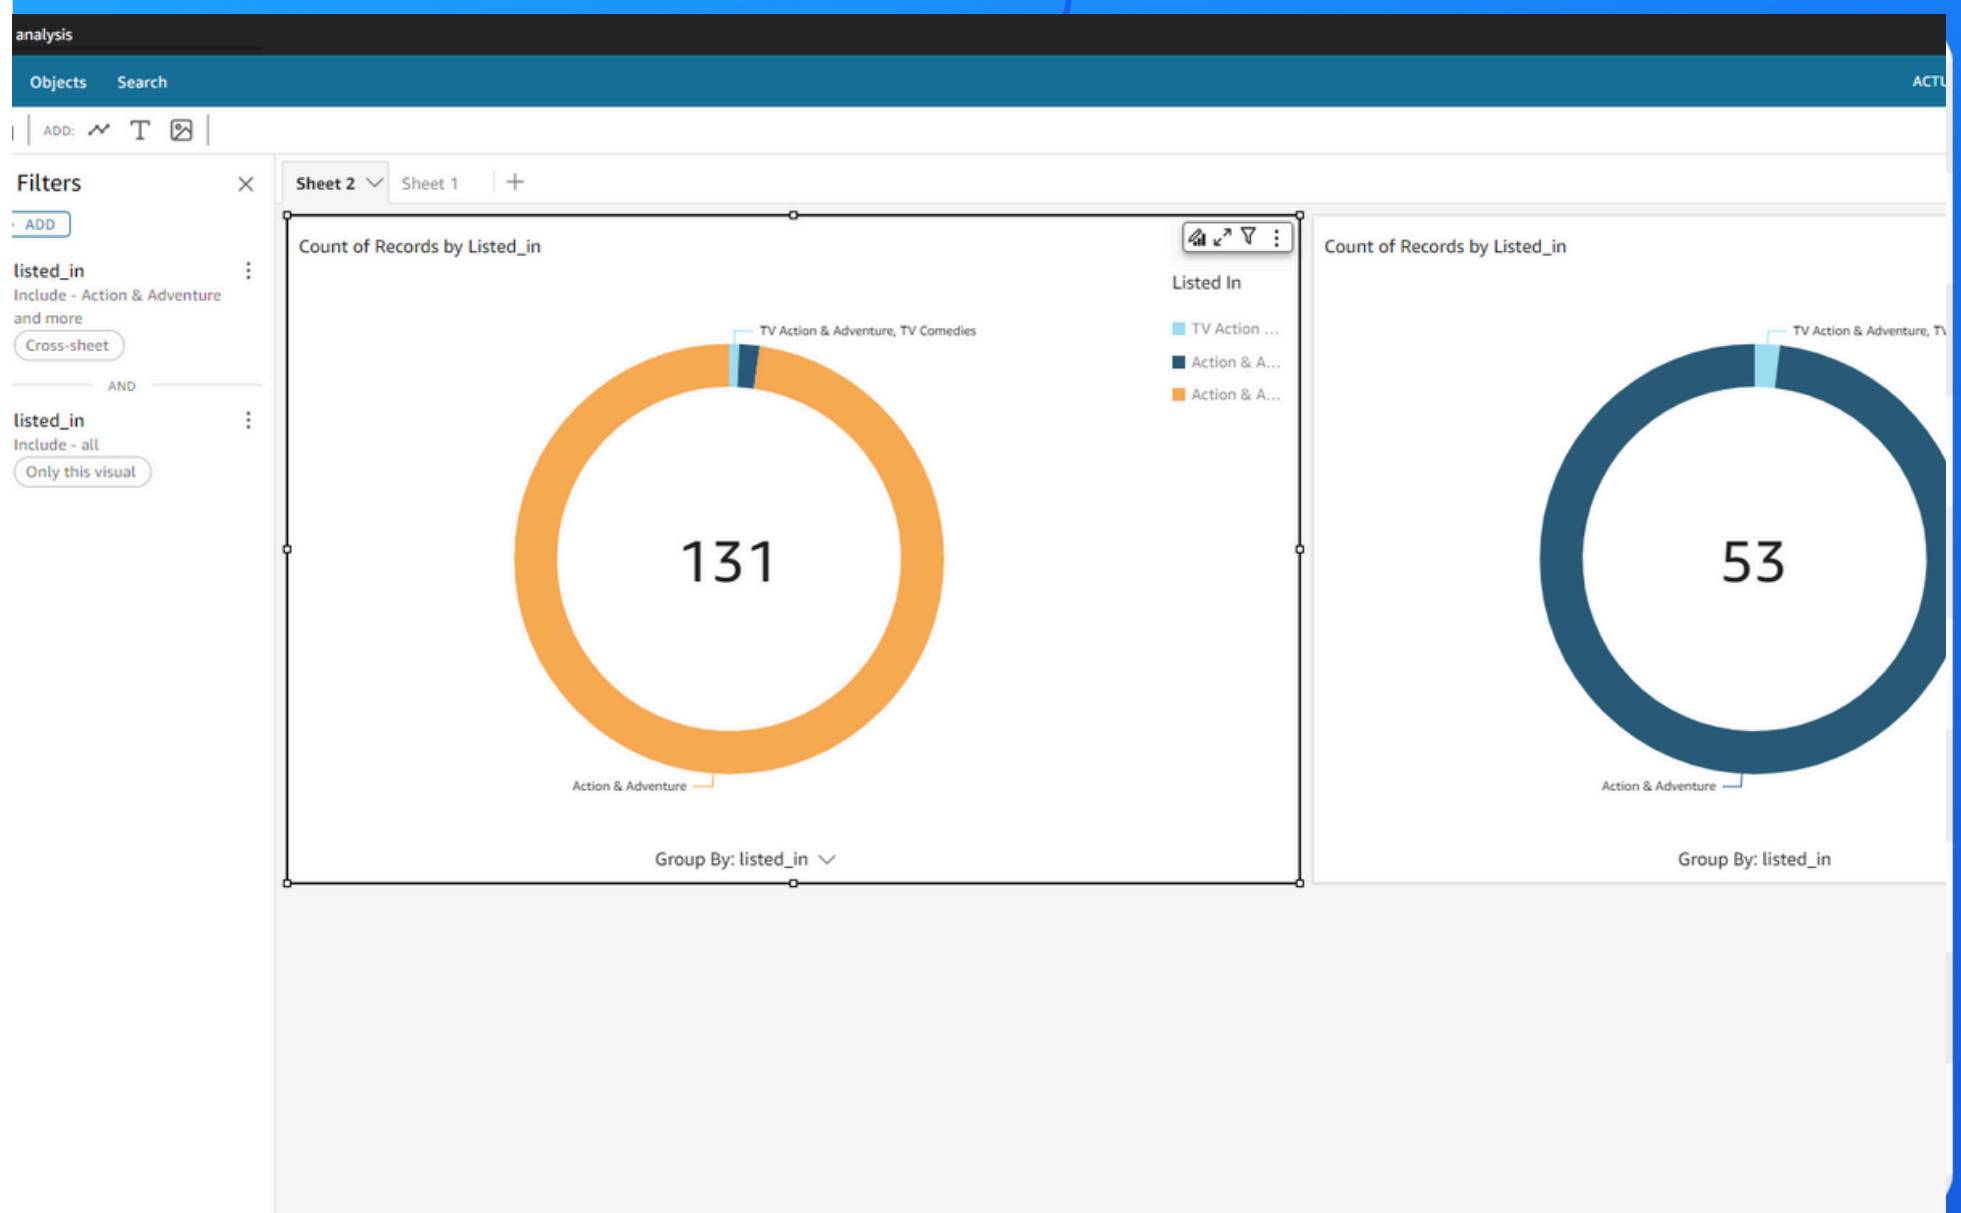 analysis
Objects Search
ACTU
ADD:
Filters
ADD
listed_in
Include - Action & Adventure
and more
Cross-sheet
AND
listed_in
Include - all
Only this visual
Sheet 2 Sheet 1
Count of Records by Listed_in
Listed In
TV Action ...
Action & A...
Action & A...
TV Action & Adventure, TV Comedies
131
Action & Adventure
Group By: listed_in
Count of Records by Listed_in
TV Action & Adventure, TV
53
Action & Adventure
Group By: listed_in